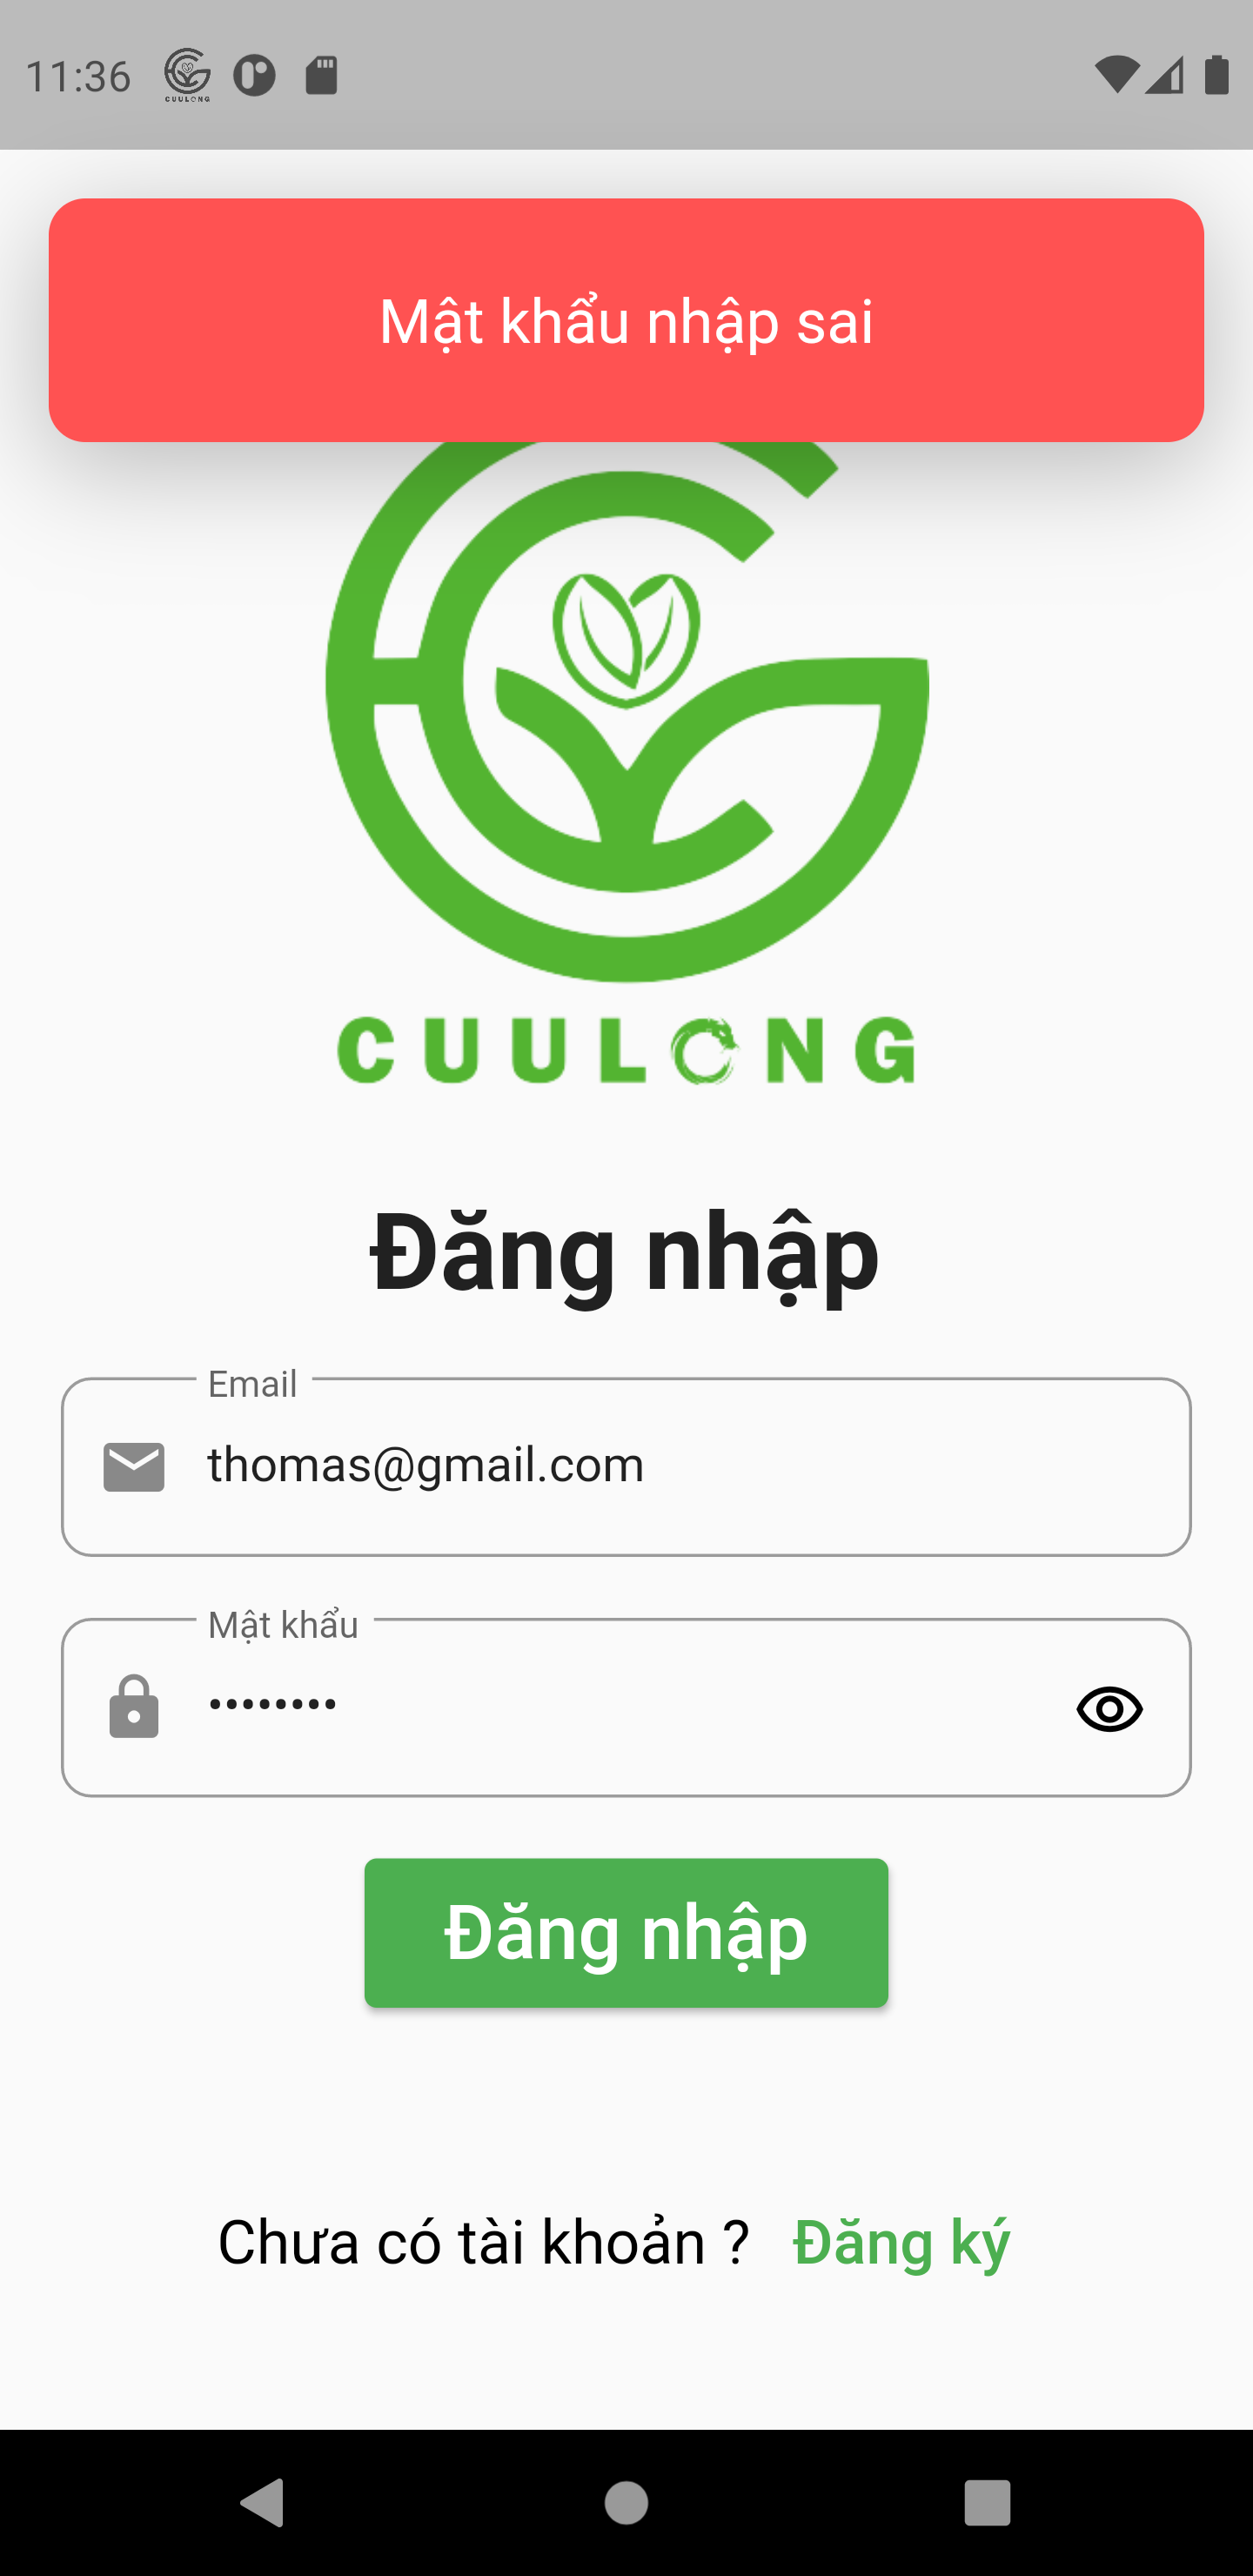 11:36
CUULONG
Mật khẩu nhập sai
CUULONG
Đăng nhập
Email
thomas@gmail.com
Mật khẩu
••••••••
Đăng nhập
Chưa có tài khoản ? Đăng ký